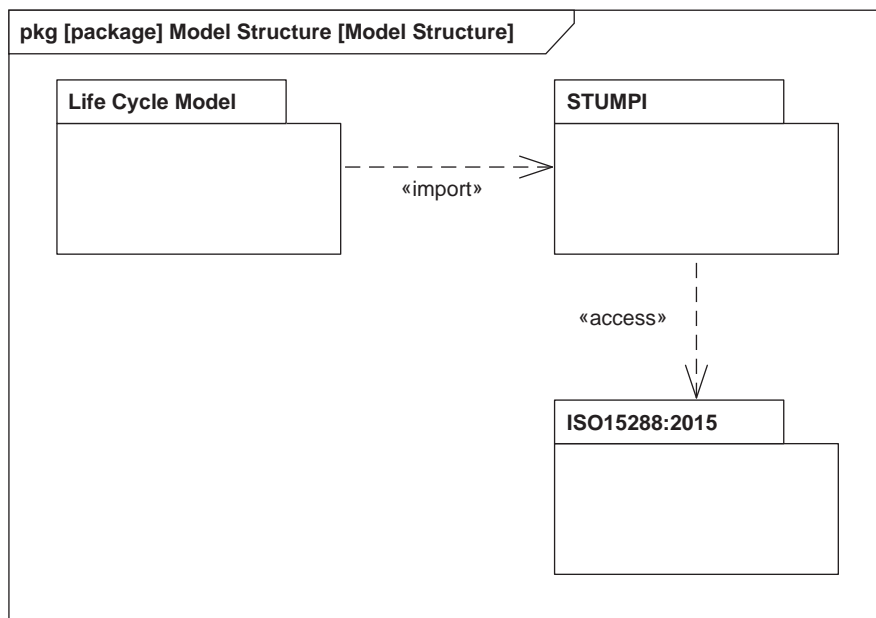 pkg [package] Model Structure [Model Structure]
Life Cycle Model
STUMPI
«import»
«access»
ISO15288:2015